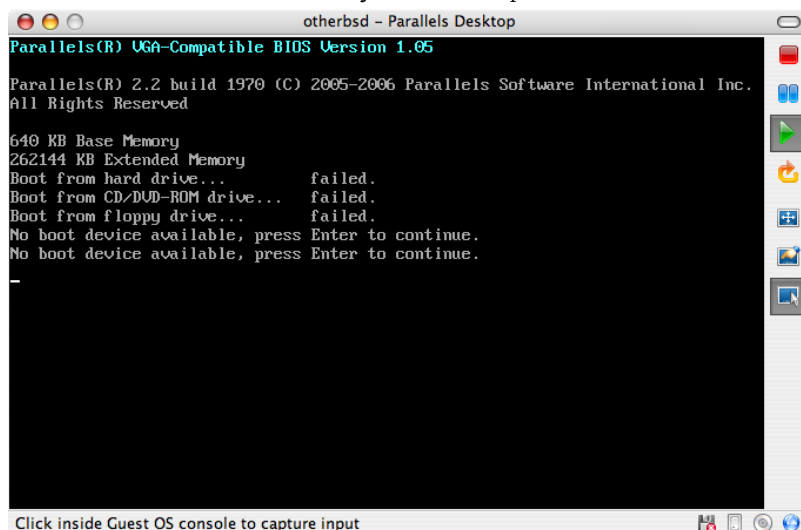 otherbsd – Parallels Desktop
Parallels(R) VGA-Compatible BIOS Version 1.05
Parallels(R) 2.2 build 1970 (C) 2005-2006 Parallels Software International Inc.
All Rights Reserved
640 KB Base Memory
262144 KB Extended Memory
Boot from hard drive... failed.
Boot from CD/DVD-ROM drive... failed.
Boot from floppy drive... failed.
No boot device available, press Enter to continue.
No boot device available, press Enter to continue.
Click inside Guest OS console to capture input